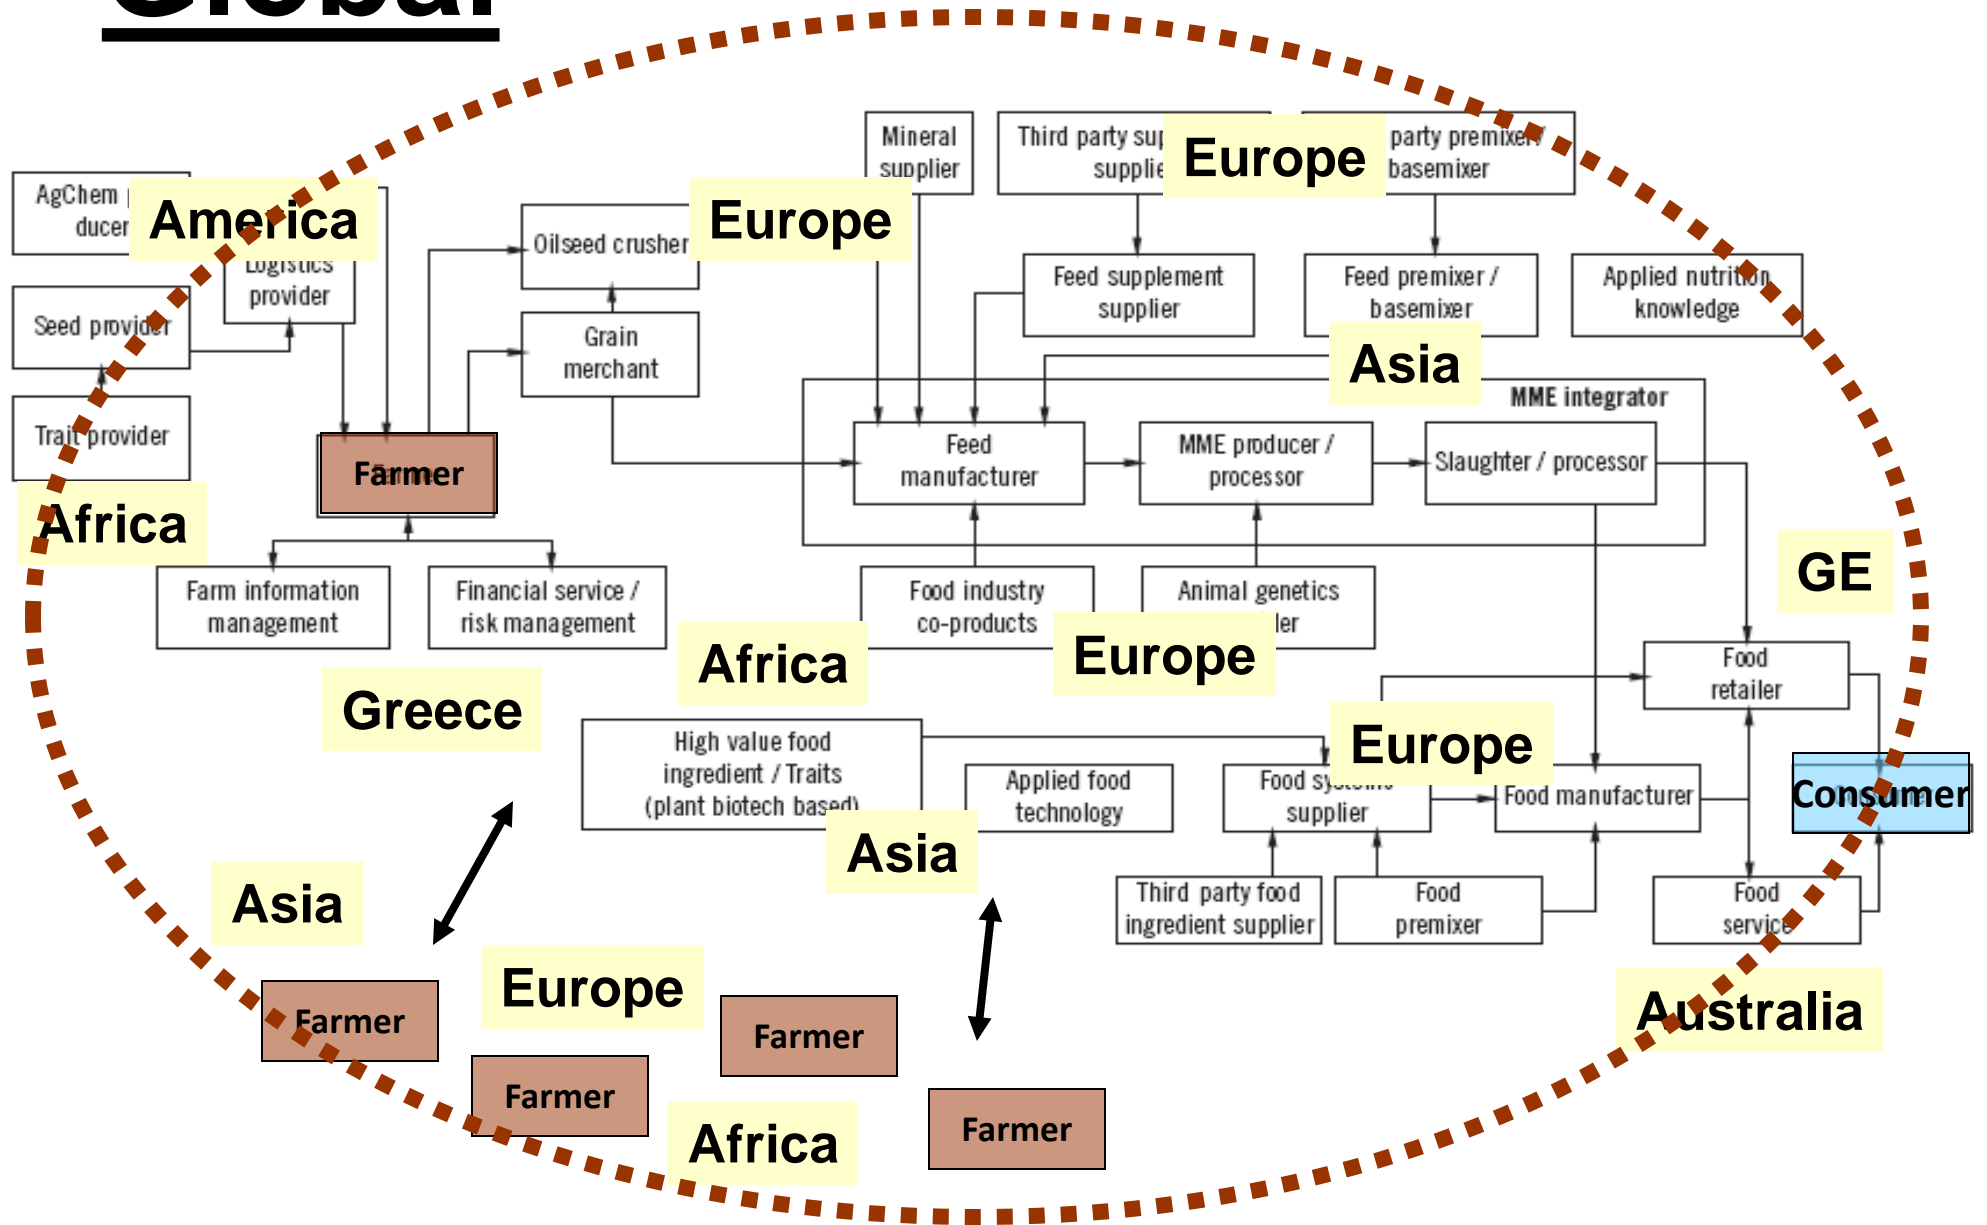 Global
Mineral
supplier
Third party sup
supplie
Europe
party premixer/
basemixer
AgChem
ducer
America
Logistics
provider
Oilseed crusher
Europe
Feed supplement
supplier
Feed premixer /
basemixer
Applied nutrition
knowledge
Seed provider
Grain
merchant
Asia
MME integrator
Trait provider
Farmer
Feed
manufacturer
MME producer /
processor
Slaughter / processor
Africa
Farm information
management
Financial service /
risk management
Food industry
co-products
Animal genetics
GE
Africa
Europe
Food
retailer
Greece
High value food
ingredient / Traits
(plant biotech based)
Europe
Applied food
technology
Food systems
supplier
Food manufacturer
Consumer
Asia
Asia
Third party food
ingredient supplier
Food
premixer
Food
service
Europe
Australia
Farmer
Farmer
Farmer
Farmer
Africa